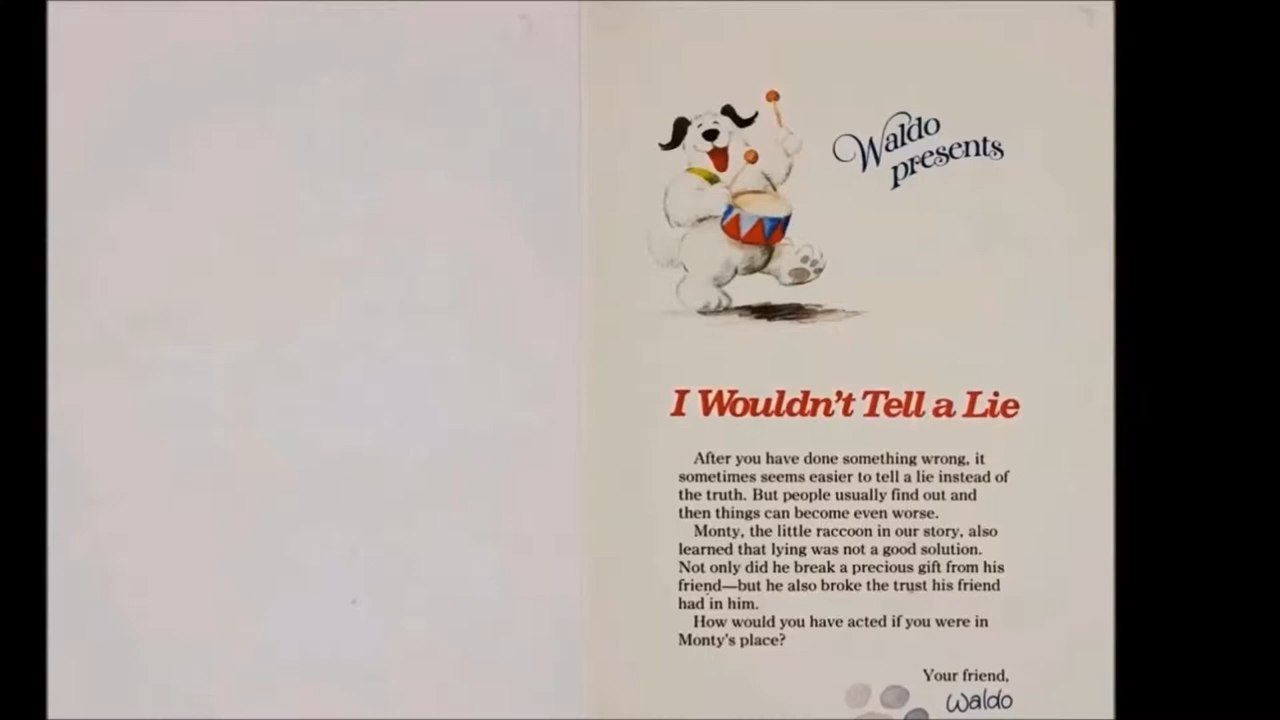 Waldo
presents
I Wouldn't Tell a Lie
After you have done something wrong, it
sometimes seems easier to tell a lie instead of
the truth. But people usually find out and
then things can become even worse.
Monty, the little raccoon in our story, also
learned that lying was not a good solution.
Not only did he break a precious gift from his
friend—but he also broke the trust his friend
had in him.
How would you have acted if you were in
Monty's place?
Your friend,
Waldo